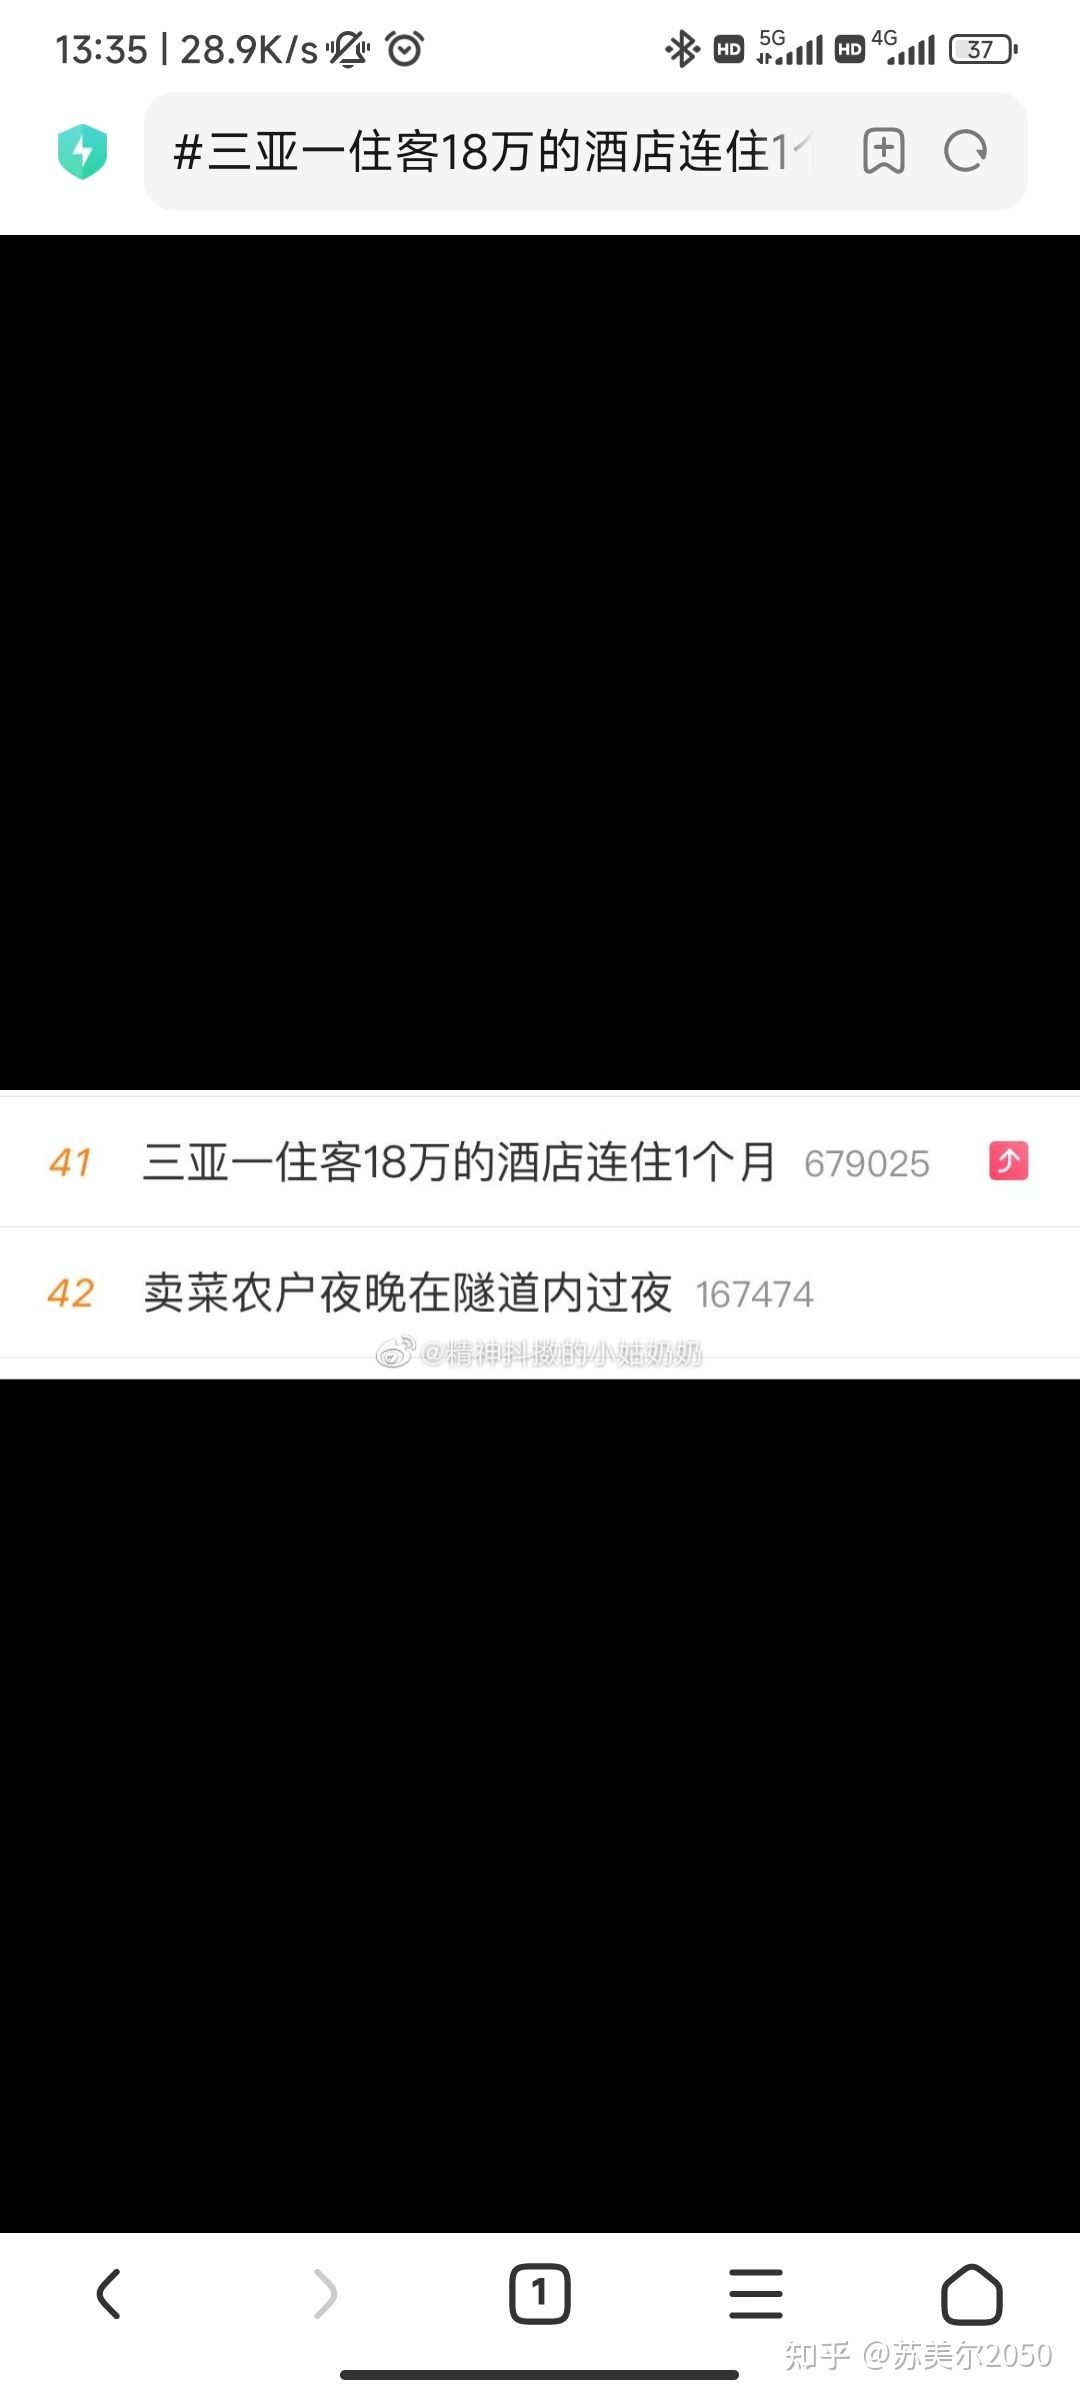 13:35 | 28.9K/s HD 5G HD 4G 37
#三亚一住客18万的酒店连住1
41 三亚一住客18万的酒店连住1个月 679025
42 卖菜农户夜晚在隧道内过夜 167474
@精神抖擞的小姑奶奶
1
知乎 @苏美尔2050